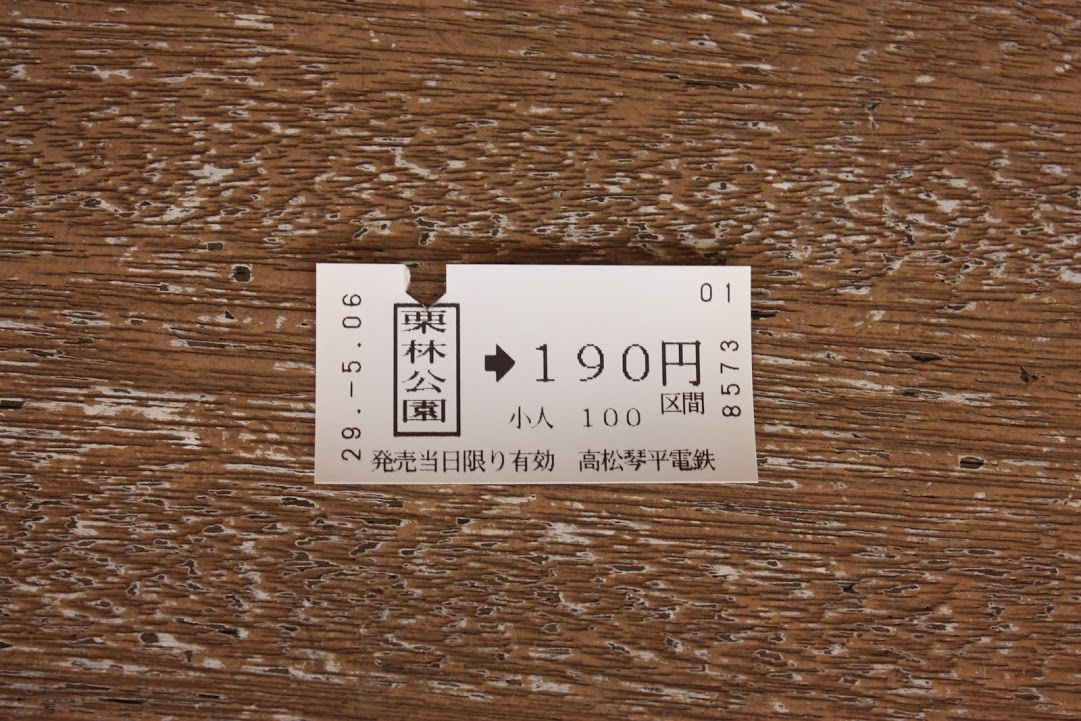 01
29.-5.06
栗林公園
➡190円
区間
小人 100
8573
発売当日限り有効 高松琴平電鉄